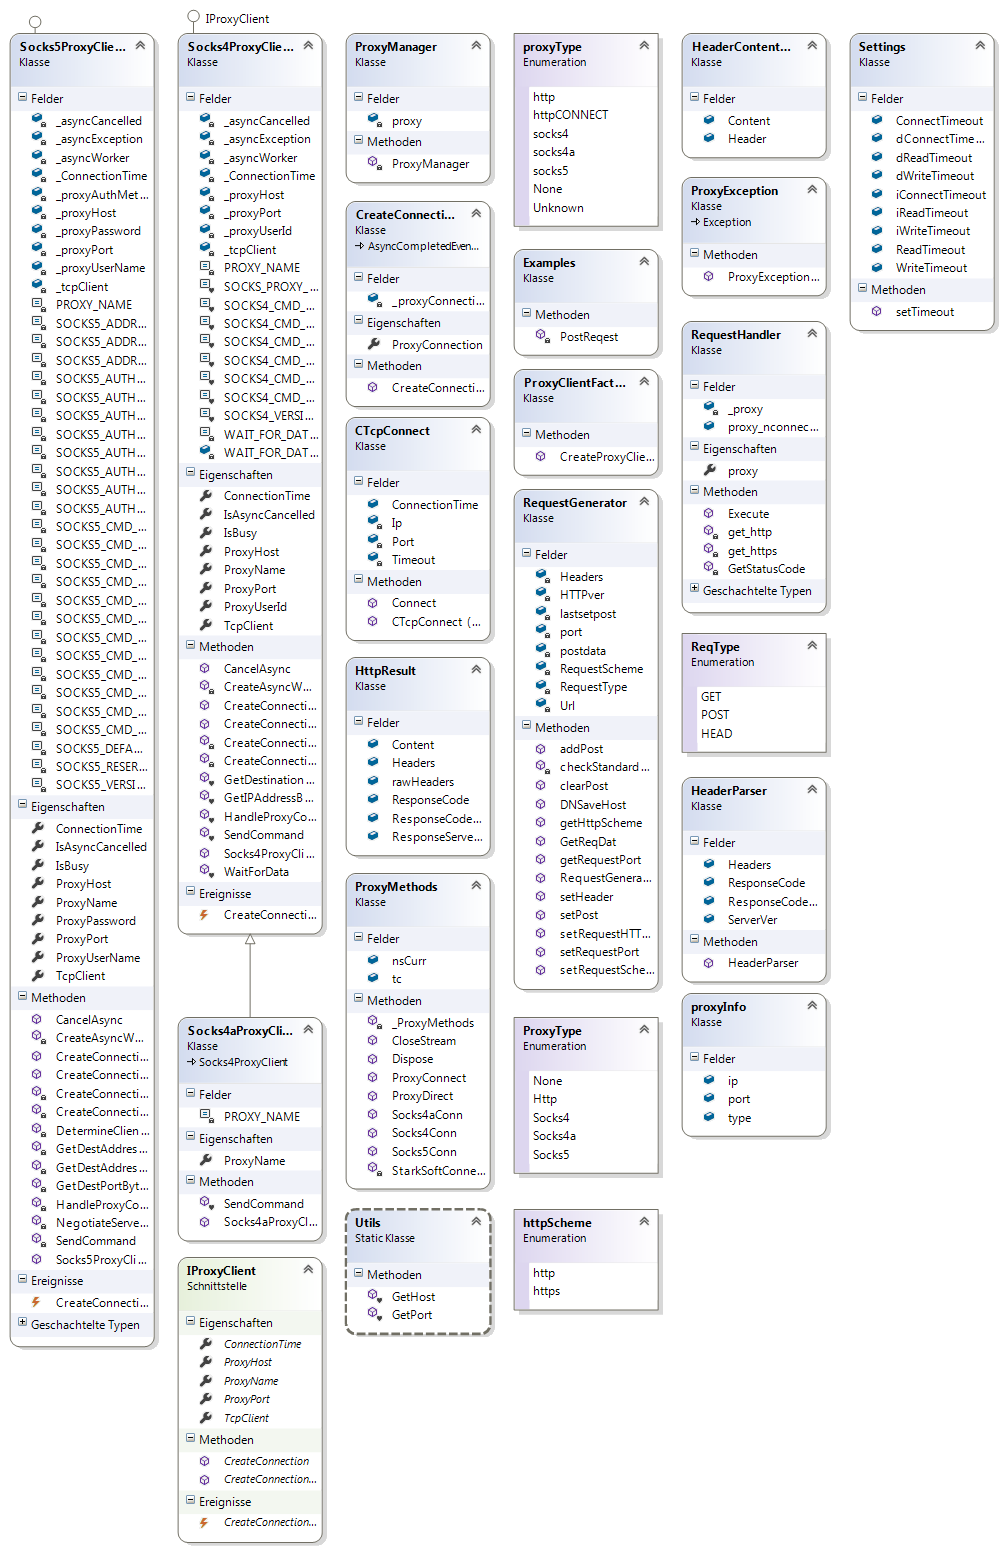 IProxyClient
Socks5ProxyClie...
Klasse
Felder
_asyncCancelled
_asyncException
_asyncWorker
_ConnectionTime
_proxyAuthMet...
_proxyHost
_proxyPassword
_proxyPort
_proxyUserName
_tcpClient
PROXY_NAME
SOCKS5_ADDR...
SOCKS5_ADDR...
SOCKS5_ADDR...
SOCKS5_AUTH...
SOCKS5_AUTH...
SOCKS5_AUTH...
SOCKS5_AUTH...
SOCKS5_AUTH...
SOCKS5_AUTH...
SOCKS5_AUTH...
SOCKS5_AUTH...
SOCKS5_CMD_...
SOCKS5_CMD_...
SOCKS5_CMD_...
SOCKS5_CMD_...
SOCKS5_CMD_...
SOCKS5_CMD_...
SOCKS5_CMD_...
SOCKS5_CMD_...
SOCKS5_CMD_...
SOCKS5_CMD_...
SOCKS5_CMD_...
SOCKS5_CMD_...
SOCKS5_DEFA...
SOCKS5_RESER...
SOCKS5_VERSI...
Eigenschaften
ConnectionTime
IsAsyncCancelled
IsBusy
ProxyHost
ProxyName
ProxyPassword
ProxyPort
ProxyUserName
TcpClient
Methoden
CancelAsync
CreateAsyncW...
CreateConnecti...
CreateConnecti...
CreateConnecti...
CreateConnecti...
DetermineClien...
GetDestAddres...
GetDestAddres...
GetDestPortByt...
HandleProxyCo...
NegotiateServe...
SendCommand
Socks5ProxyCli...
Ereignisse
CreateConnecti...
Geschachtelte Typen
Socks4ProxyClie...
Klasse
Felder
_asyncCancelled
_asyncException
_asyncWorker
_ConnectionTime
_proxyHost
_proxyPort
_proxyUserId
_tcpClient
PROXY_NAME
SOCKS_PROXY_...
SOCKS4_CMD_...
SOCKS4_CMD_...
SOCKS4_CMD_...
SOCKS4_CMD_...
SOCKS4_CMD_...
SOCKS4_CMD_...
SOCKS4_VERSI...
WAIT_FOR_DAT...
WAIT_FOR_DAT...
Eigenschaften
ConnectionTime
IsAsyncCancelled
IsBusy
ProxyHost
ProxyName
ProxyPort
ProxyUserId
TcpClient
Methoden
CancelAsync
CreateAsyncW...
CreateConnecti...
CreateConnecti...
CreateConnecti...
CreateConnecti...
GetDestination...
GetIPAddressB...
HandleProxyCo...
SendCommand
Socks4ProxyCli...
WaitForData
Ereignisse
CreateConnecti...
Socks4aProxyCli...
Klasse
Socks4ProxyClient
Felder
PROXY_NAME
Eigenschaften
ProxyName
Methoden
SendCommand
Socks4aProxyCl...
IProxyClient
Schnittstelle
Eigenschaften
ConnectionTime
ProxyHost
ProxyName
ProxyPort
TcpClient
Methoden
CreateConnection
CreateConnection...
Ereignisse
CreateConnection...
ProxyManager
Klasse
Felder
proxy
Methoden
ProxyManager
CreateConnecti...
Klasse
AsyncCompletedEven...
Felder
_proxyConnecti...
Eigenschaften
ProxyConnection
Methoden
CreateConnecti...
CTcpConnect
Klasse
Felder
ConnectionTime
Ip
Port
Timeout
Methoden
Connect
CTcpConnect (...
HttpResult
Klasse
Felder
Content
Headers
rawHeaders
ResponseCode
ResponseCode...
ResponseServe...
ProxyMethods
Klasse
Felder
nsCurr
tc
Methoden
_ProxyMethods
CloseStream
Dispose
ProxyConnect
ProxyDirect
Socks4aConn
Socks4Conn
Socks5Conn
StarkSoftConne...
Utils
Static Klasse
Methoden
GetHost
GetPort
proxyType
Enumeration
http
httpCONNECT
socks4
socks4a
socks5
None
Unknown
Examples
Klasse
Methoden
PostReqest
ProxyClientFact...
Klasse
Methoden
CreateProxyClie...
RequestGenerator
Klasse
Felder
Headers
HTTPver
lastsetpost
port
postdata
RequestScheme
RequestType
Url
Methoden
addPost
checkStandard...
clearPost
DNSaveHost
getHttpScheme
GetReqDat
getRequestPort
RequestGenera...
setHeader
setPost
setRequestHTT...
setRequestPort
setRequestSche...
ProxyType
Enumeration
None
Http
Socks4
Socks4a
Socks5
httpScheme
Enumeration
http
https
HeaderContent...
Klasse
Felder
Content
Header
ProxyException
Klasse
Exception
Methoden
ProxyException...
RequestHandler
Klasse
Felder
_proxy
proxy_nconnec...
Eigenschaften
proxy
Methoden
Execute
get_http
get_https
GetStatusCode
Geschachtelte Typen
ReqType
Enumeration
GET
POST
HEAD
HeaderParser
Klasse
Felder
Headers
ResponseCode
ResponseCode...
ServerVer
Methoden
HeaderParser
proxyInfo
Klasse
Felder
ip
port
type
Settings
Klasse
Felder
ConnectTimeout
dConnectTime...
dReadTimeout
dWriteTimeout
iConnectTimeout
iReadTimeout
iWriteTimeout
ReadTimeout
WriteTimeout
Methoden
setTimeout